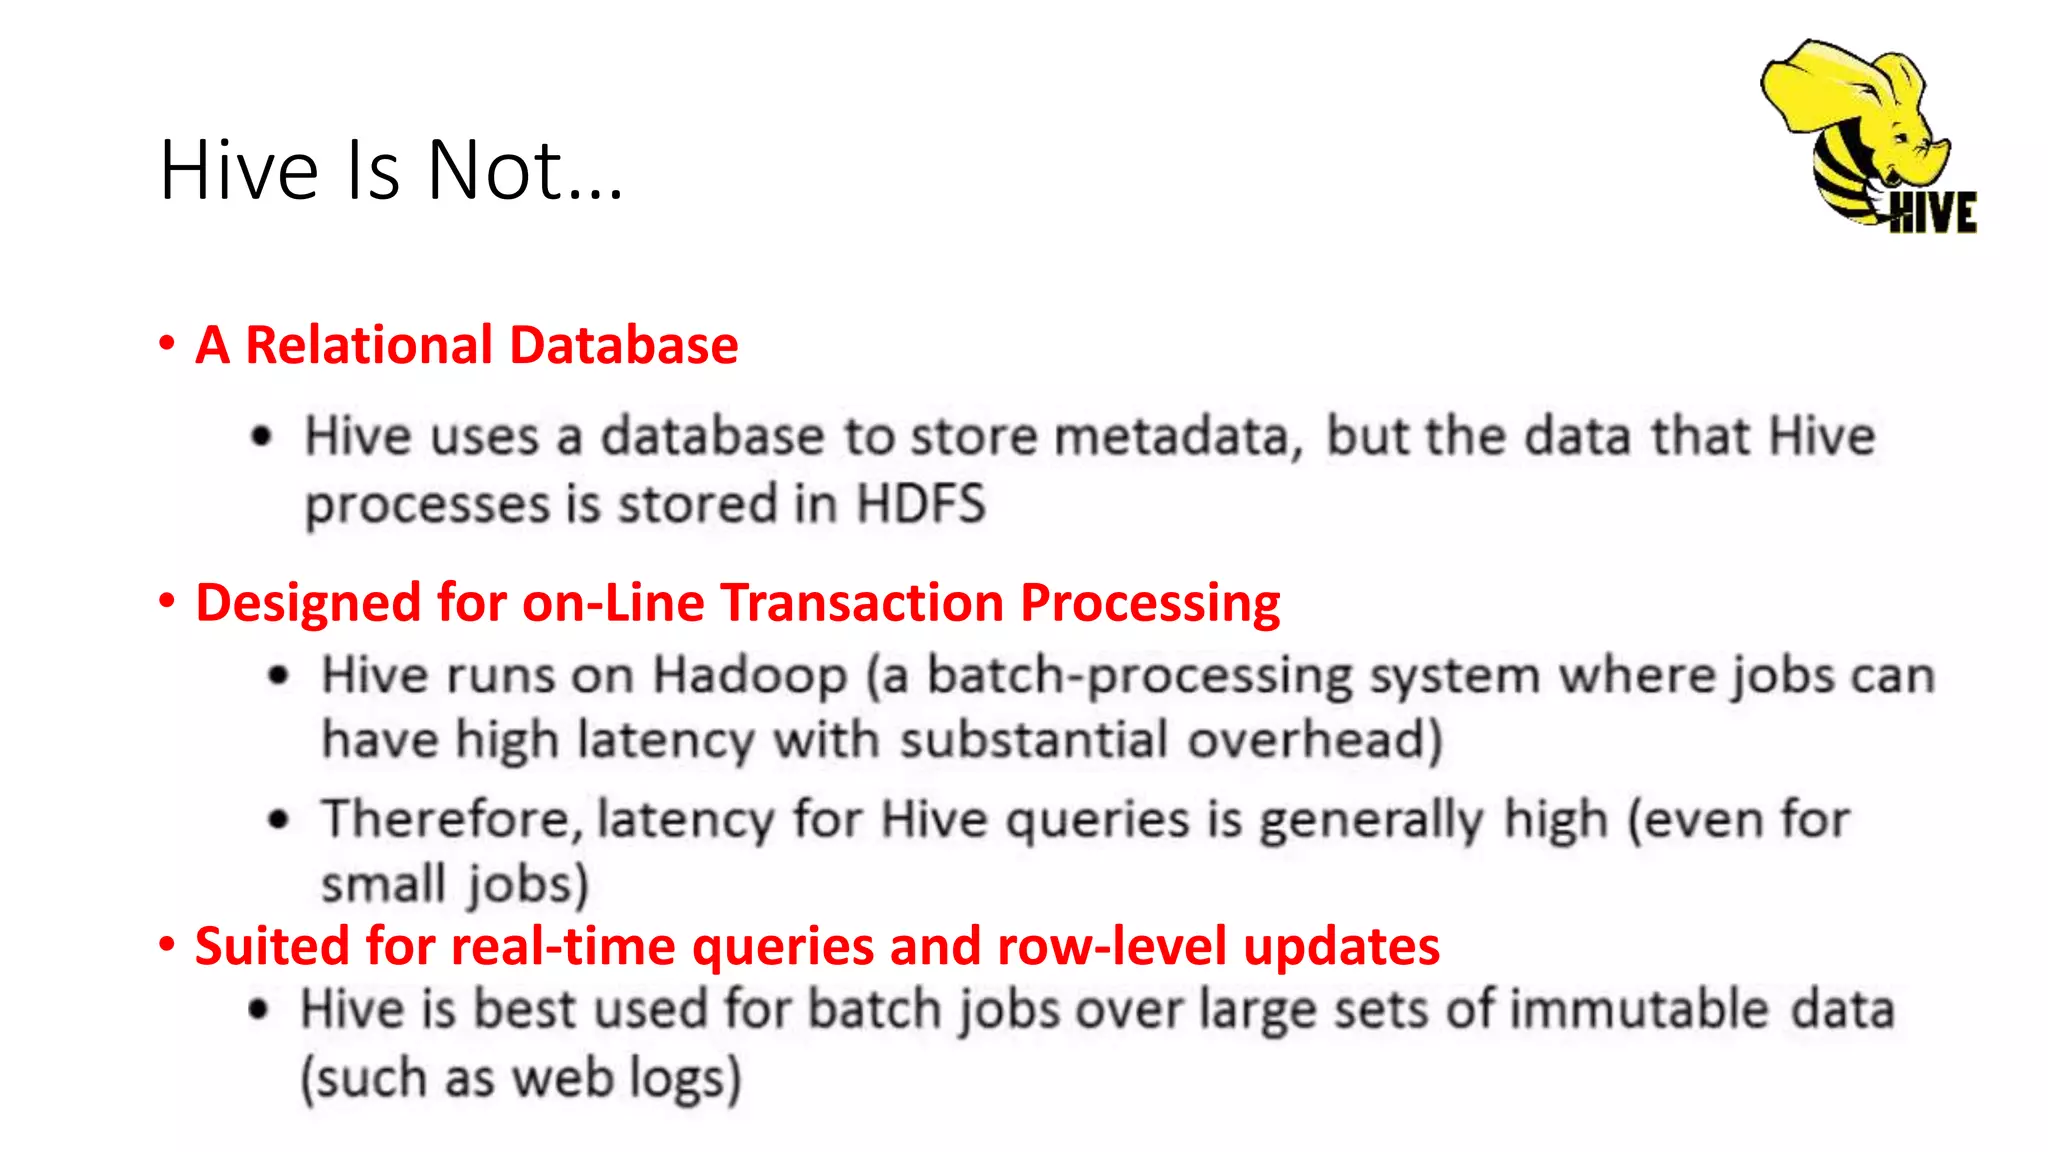 HIVE
Hive Is Not…
• A Relational Database
• Hive uses a database to store metadata, but the data that Hive
processes is stored in HDFS
• Designed for on-Line Transaction Processing
• Hive runs on Hadoop (a batch-processing system where jobs can
have high latency with substantial overhead)
• Therefore, latency for Hive queries is generally high (even for
small jobs)
• Suited for real-time queries and row-level updates
• Hive is best used for batch jobs over large sets of immutable data
(such as web logs)